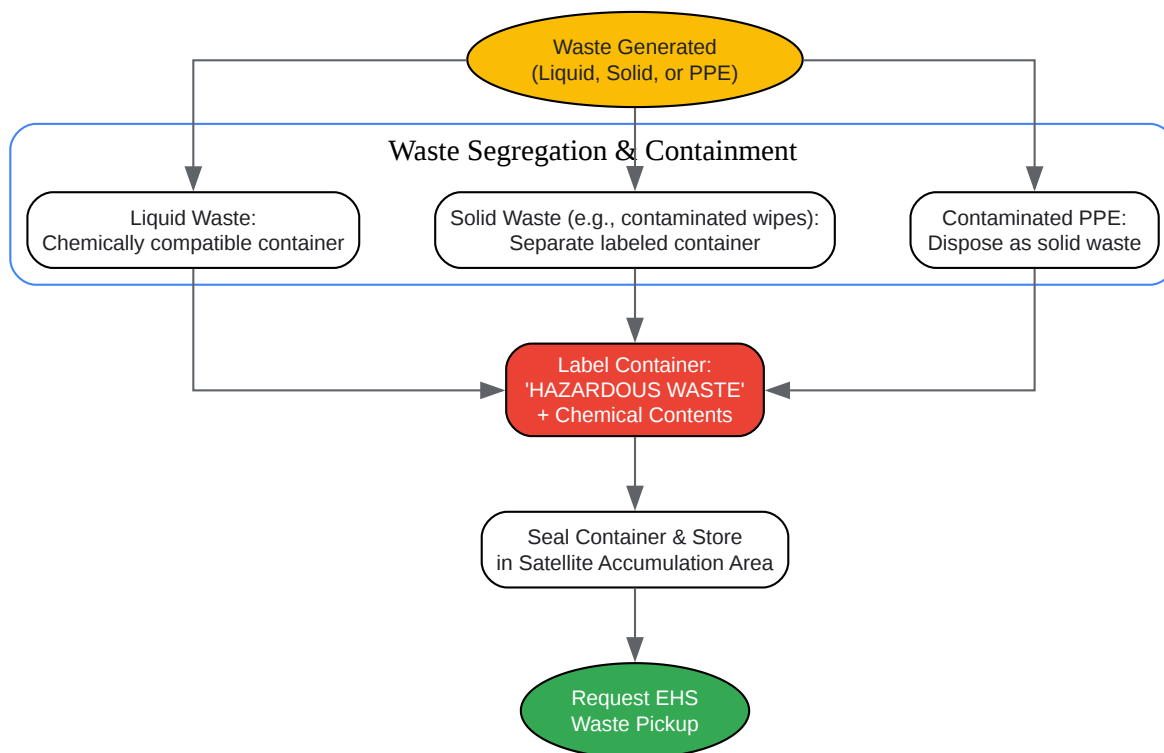 Waste Generated
(Liquid, Solid, or PPE)
Waste Segregation & Containment
Liquid Waste:
Chemically compatible container
Solid Waste (e.g., contaminated wipes):
Separate labeled container
Contaminated PPE:
Dispose as solid waste
Label Container:
'HAZARDOUS WASTE'
+ Chemical Contents
Seal Container & Store
in Satellite Accumulation Area
Request EHS
Waste Pickup